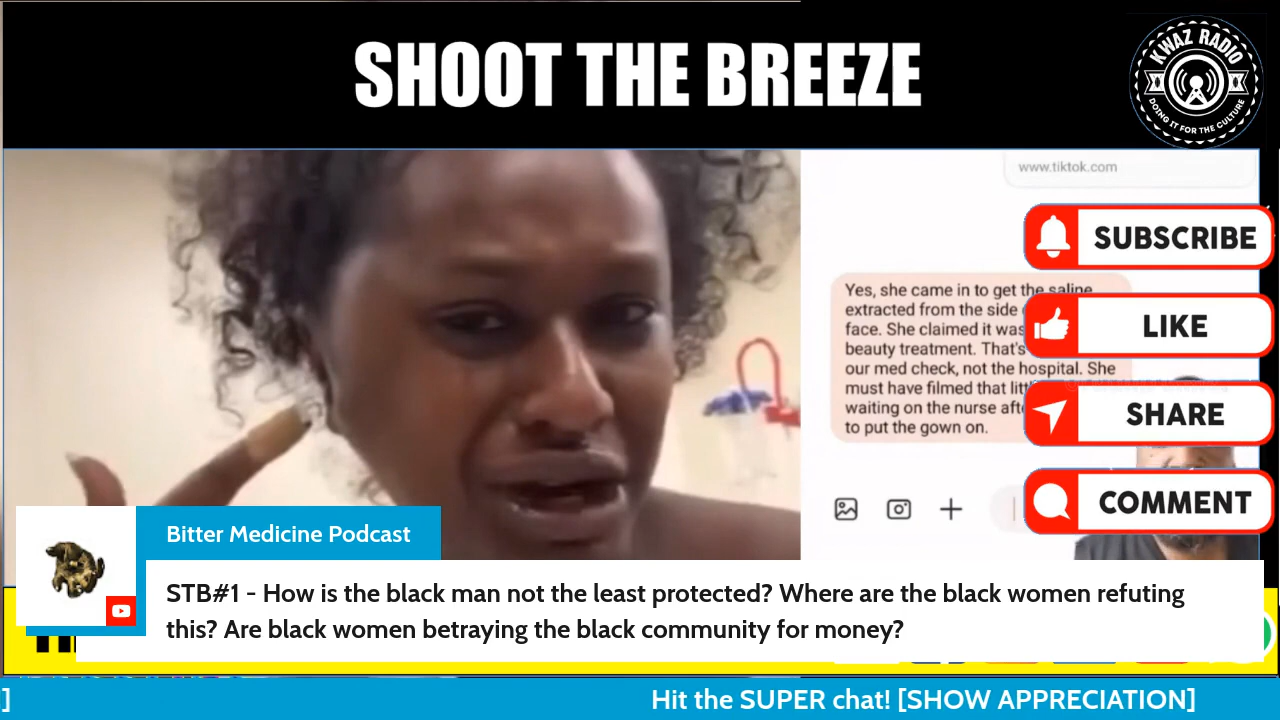 SHOOT THE BREEZE
KWAZ RADIO
DOING IT FOR THE CULTURE
www.tiktok.com
SUBSCRIBE
Yes, she came in to get the saline
extracted from the side
face. She claimed it was
beauty treatment. That's
our med check, not the hospital. She
must have filmed that
waiting on the nurse
to put the gown on.
LIKE
SHARE
COMMENT
Bitter Medicine Podcast
STB#1 - How is the black man not the least protected? Where are the black women refuting
this? Are black women betraying the black community for money?
] Hit the SUPER chat! [SHOW APPRECIATION]